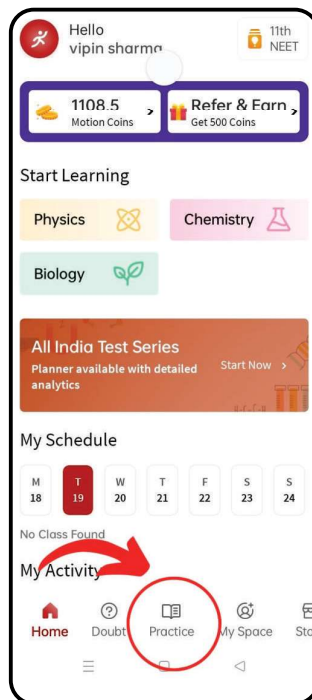 Hello
vipin sharma
11th
NEET
1108.5
Motion Coins
Refer & Earn
Get 500 Coins
Start Learning
Physics
Chemistry
Biology
All India Test Series
Planner available with detailed
analytics
Start Now
My Schedule
M T W T F S S
18 19 20 21 22 23 24
No Class Found
My Activity
Home Doubt Practice My Space